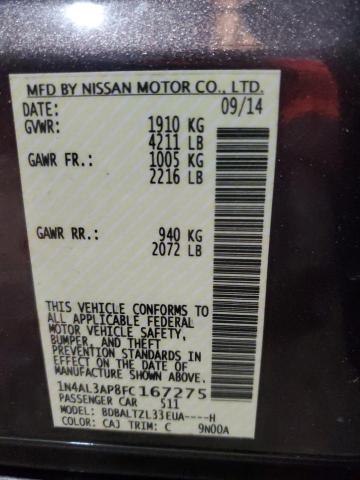 MFD BY NISSAN MOTOR CO., LTD.
DATE: 09/14
GVWR: 1910 KG
4211 LB
GAWR FR.: 1005 KG
2216 LB
GAWR RR.: 940 KG
2072 LB
THIS VEHICLE CONFORMS TO
ALL APPLICABLE FEDERAL
MOTOR VEHICLE SAFETY,
BUMPER, AND THEFT
PREVENTION STANDARDS IN
EFFECT ON THE DATE OF
MANUFACTURE SHOWN ABOVE.
1N4AL3AP8FC167275
PASSENGER CAR 511
MODEL: BDBALTZL33EUA----H
COLOR: CAJ TRIM: C 9N00A